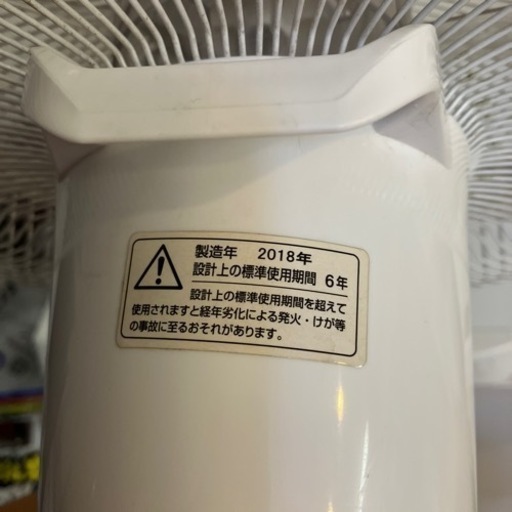 製造年 2018年
設計上の標準使用期間 6年
設計上の標準使用期間を超えて
使用されますと経年劣化による発火・けが等
の事故に至るおそれがあります。